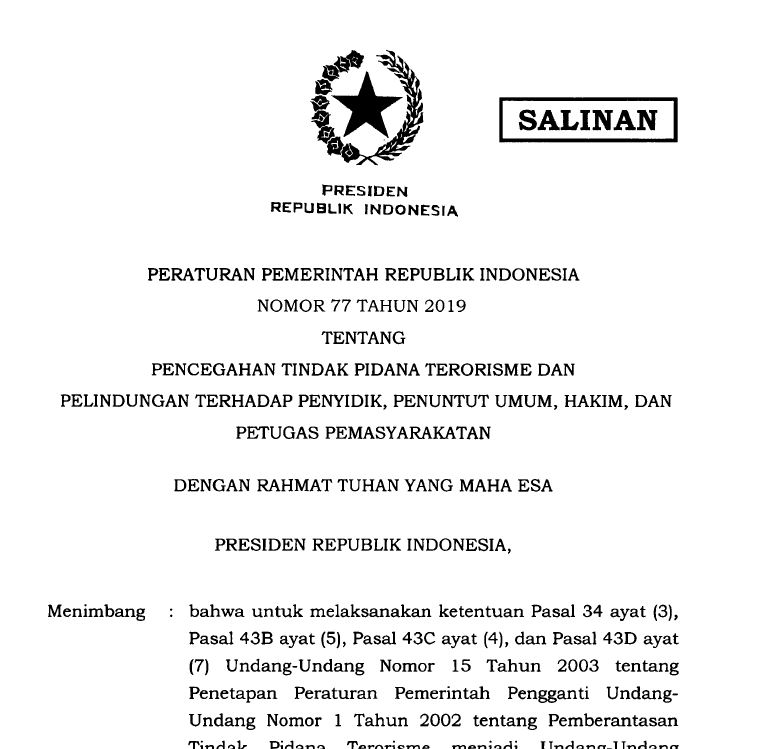 SALINAN
PRESIDEN
REPUBLIK INDONESIA
PERATURAN PEMERINTAH REPUBLIK INDONESIA
NOMOR 77 TAHUN 2019
TENTANG
PENCEGAHAN TINDAK PIDANA TERORISME DAN
PELINDUNGAN TERHADAP PENYIDIK, PENUNTUT UMUM, HAKIM, DAN
PETUGAS PEMASYARAKATAN
DENGAN RAHMAT TUHAN YANG MAHA ESA
PRESIDEN REPUBLIK INDONESIA,
Menimbang : bahwa untuk melaksanakan ketentuan Pasal 34 ayat (3),
Pasal 43B ayat (5), Pasal 43C ayat (4), dan Pasal 43D ayat
(7) Undang-Undang Nomor 15 Tahun 2003 tentang
Penetapan Peraturan Pemerintah Pengganti Undang-
Undang Nomor 1 Tahun 2002 tentang Pemberantasan
Tindak Pidana Terorisme menjadi Undang-Undang